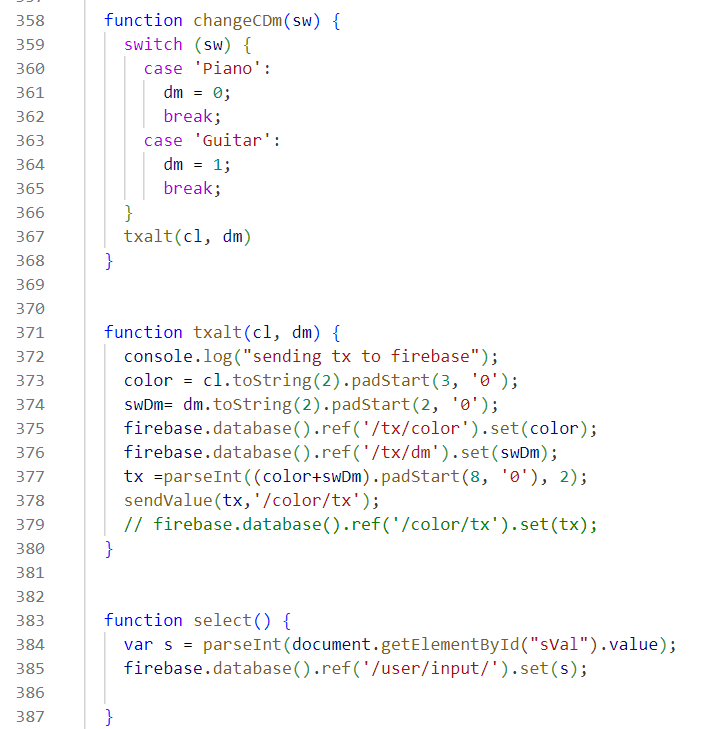 358 function changeCDm(sw) {
359 switch (sw) {
360 case 'Piano':
361 dm = 0;
362 break;
363 case 'Guitar':
364 dm = 1;
365 break;
366 }
367 txalt(cl, dm)
368 }
369
370
371 function txalt(cl, dm) {
372 console.log("sending tx to firebase");
373 color = cl.toString(2).padStart(3, '0');
374 swDm= dm.toString(2).padStart(2, '0');
375 firebase.database().ref('/tx/color').set(color);
376 firebase.database().ref('/tx/dm').set(swDm);
377 tx =parseInt((color+swDm).padStart(8, '0'), 2);
378 sendValue(tx,'/color/tx');
379 // firebase.database().ref('/color/tx').set(tx);
380 }
381
382
383 function select() {
384 var s = parseInt(document.getElementById("sVal").value);
385 firebase.database().ref('/user/input/').set(s);
386
387 }